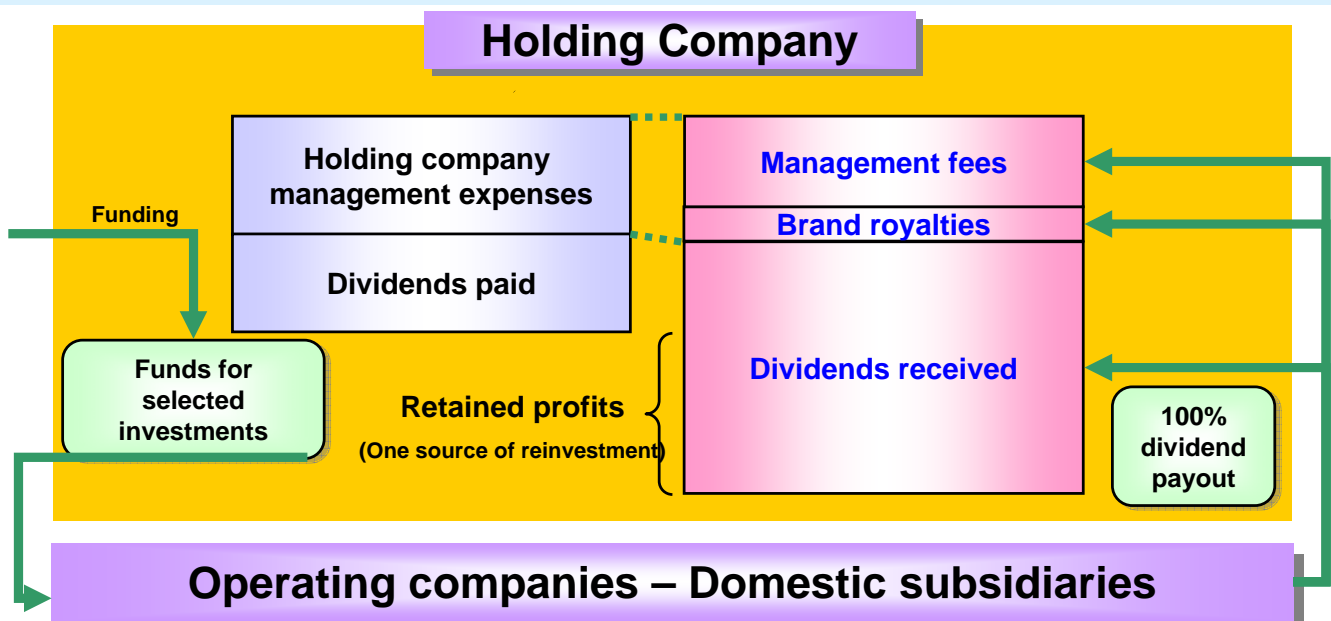 Holding Company
Holding company
management expenses
Management fees
Funding
Brand royalties
Dividends paid
Funds for
selected
investments
Dividends received
Retained profits
(One source of reinvestment)
100%
dividend
payout
Operating companies – Domestic subsidiaries